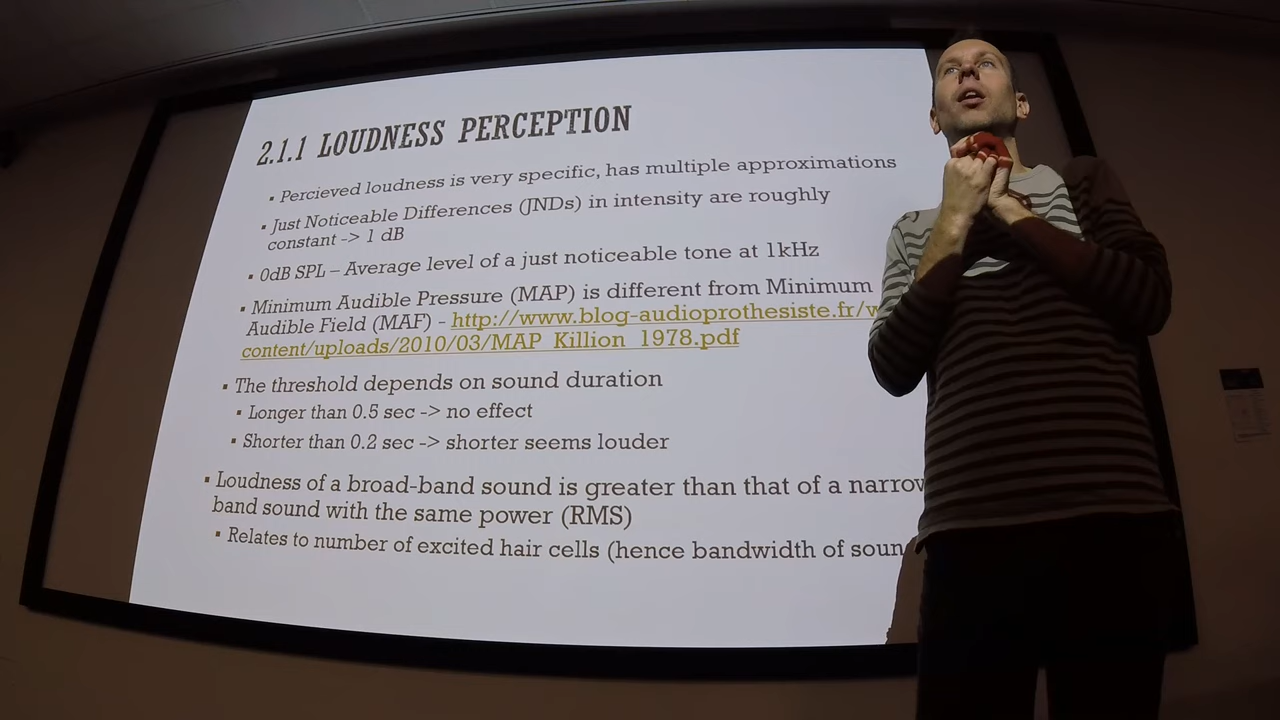 2.1.1 LOUDNESS PERCEPTION
▪ Percieved loudness is very specific, has multiple approximations
▪ Just Noticeable Differences (JNDs) in intensity are roughly
constant -> 1 dB
▪ 0dB SPL – Average level of a just noticeable tone at 1kHz
▪ Minimum Audible Pressure (MAP) is different from Minimum
Audible Field (MAF) - http://www.blog-audioprothesiste.fr/w
content/uploads/2010/03/MAP_Killion_1978.pdf
▪ The threshold depends on sound duration
▪ Longer than 0.5 sec -> no effect
▪ Shorter than 0.2 sec -> shorter seems louder
▪ Loudness of a broad-band sound is greater than that of a narrow
band sound with the same power (RMS)
▪ Relates to number of excited hair cells (hence bandwidth of soun